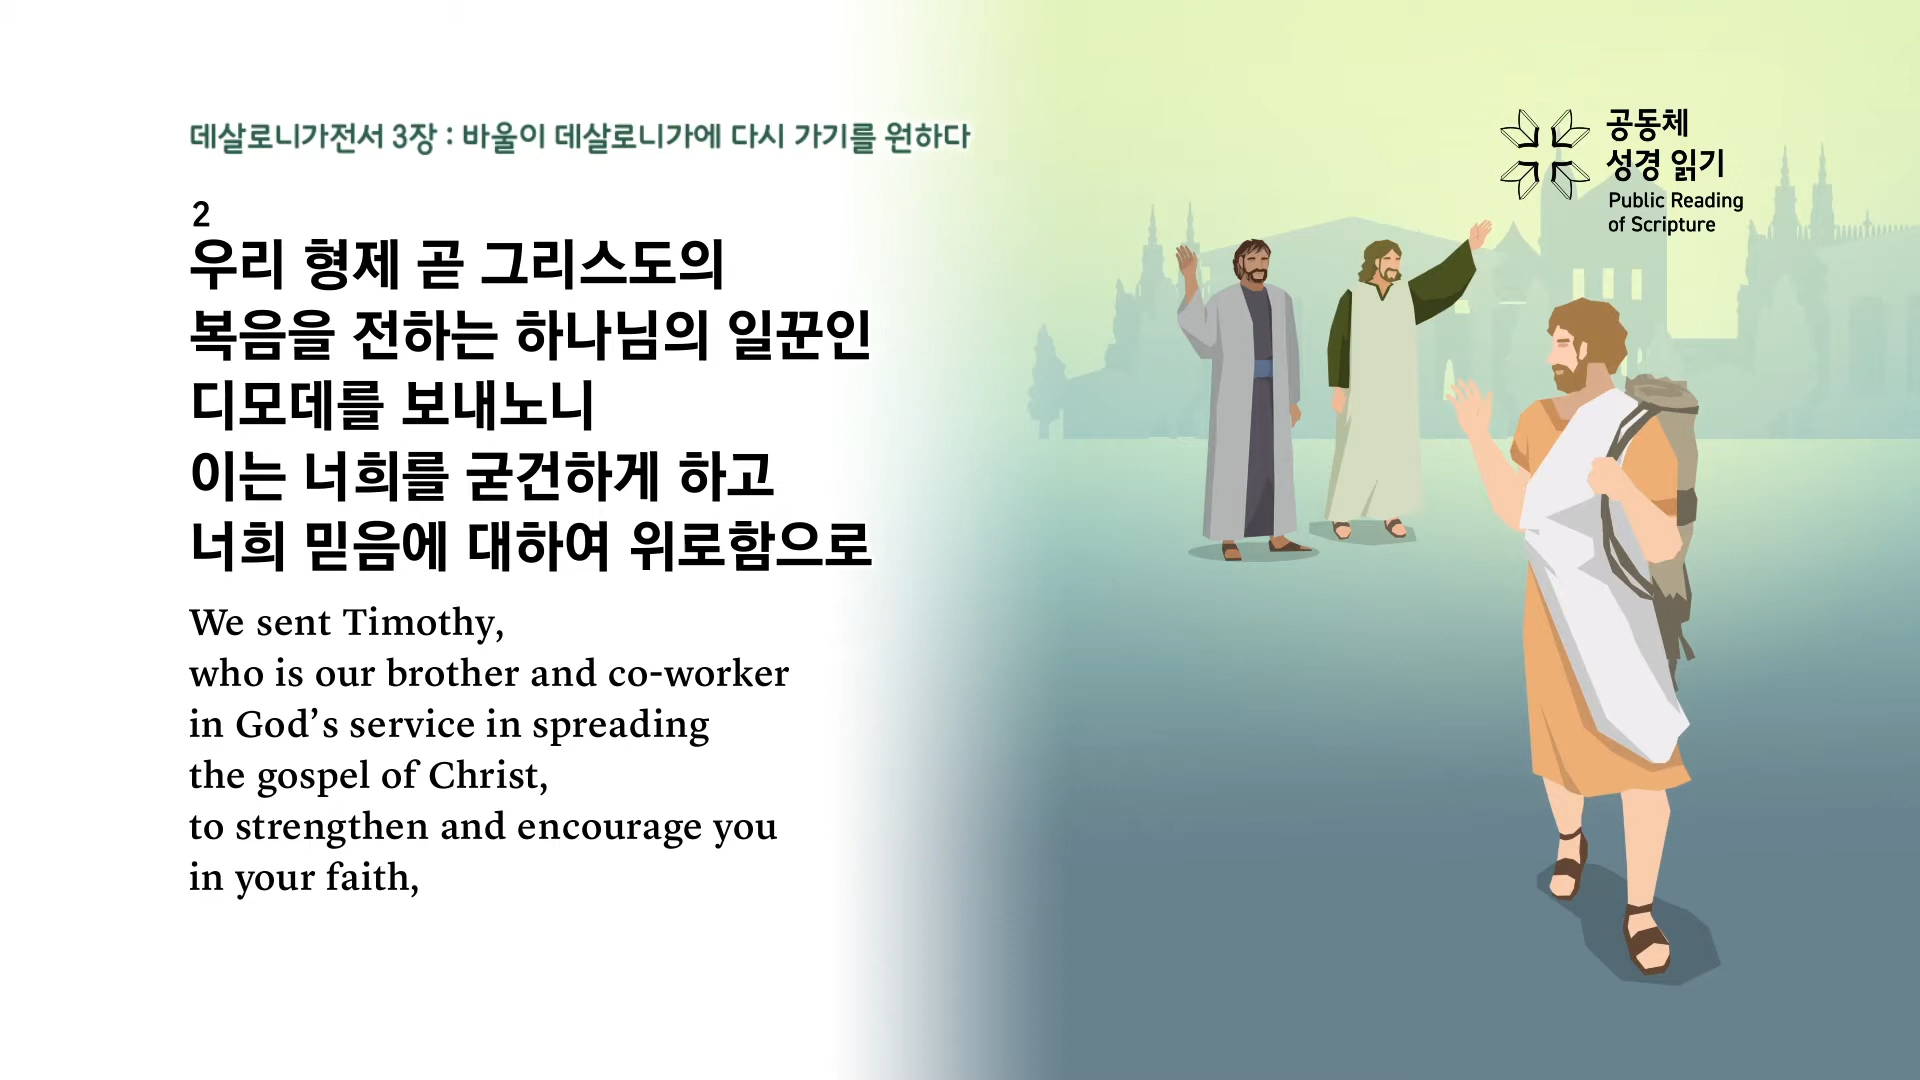 데살로니가전서 3장 : 바울이 데살로니가에 다시 가기를 원하다
2
우리 형제 곧 그리스도의
복음을 전하는 하나님의 일꾼인
디모데를 보내노니
이는 너희를 굳건하게 하고
너희 믿음에 대하여 위로함으로
We sent Timothy,
who is our brother and co-worker
in God’s service in spreading
the gospel of Christ,
to strengthen and encourage you
in your faith,
공동체
성경 읽기
Public Reading
of Scripture